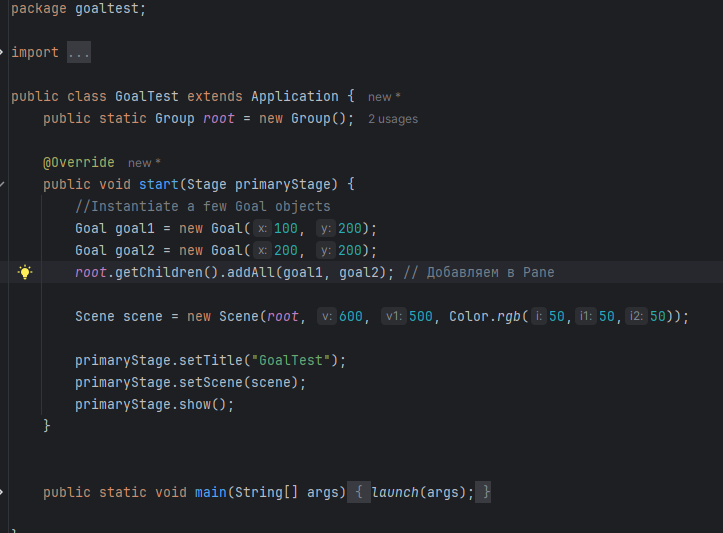 package goaltest;
import ...
public class GoalTest extends Application { new *
public static Group root = new Group(); 2 usages
@Override new *
public void start(Stage primaryStage) {
//Instantiate a few Goal objects
Goal goal1 = new Goal( x: 100, y: 200);
Goal goal2 = new Goal( x: 200, y: 200);
root.getChildren().addAll(goal1, goal2); // Добавляем в Pane
Scene scene = new Scene(root, v: 600, v1: 500, Color.rgb( i: 50, i1: 50, i2: 50));
primaryStage.setTitle("GoalTest");
primaryStage.setScene(scene);
primaryStage.show();
}
public static void main(String[] args) { launch(args); }
}